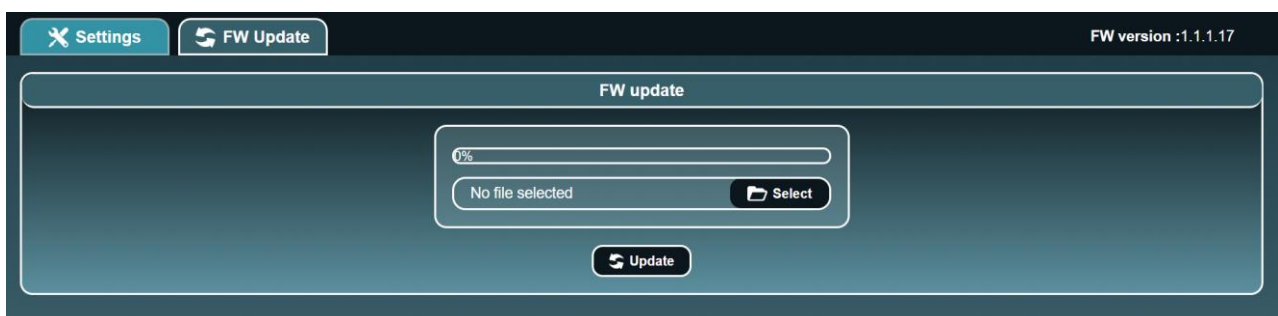 Settings FW Update FW version :1.1.1.17
FW update
0%
No file selected Select
Update